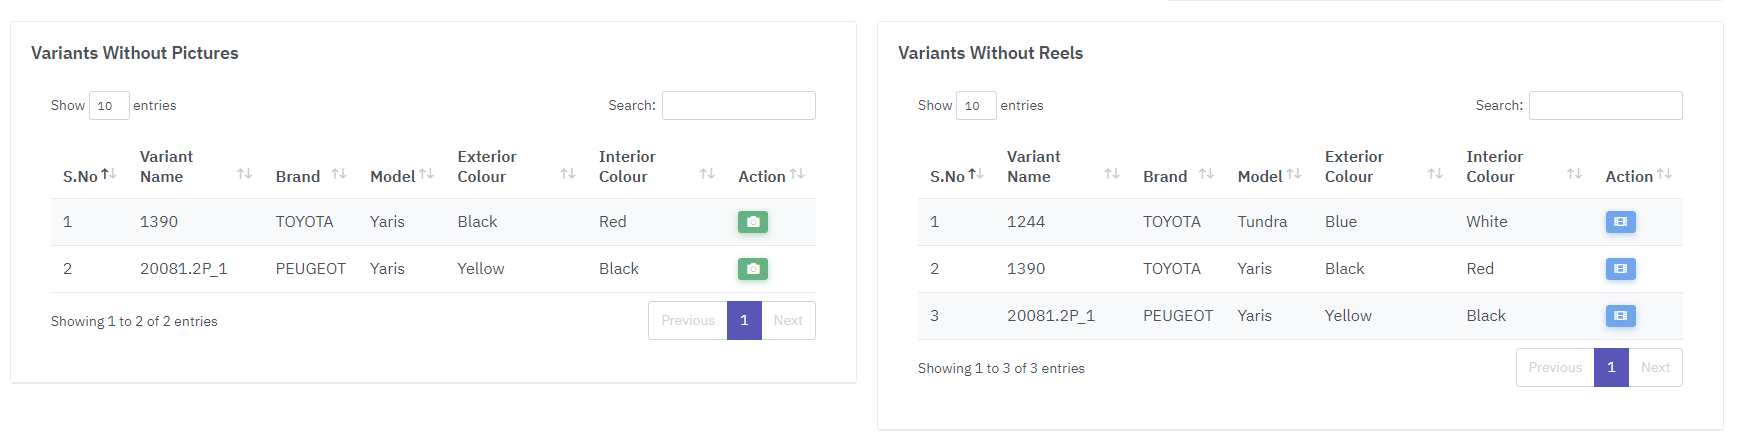 Variants Without Pictures
Show 10 entries
Search:
S.No Variant Name Brand Model Exterior Colour Interior Colour Action
1 1390 TOYOTA Yaris Black Red
2 20081.2P_1 PEUGEOT Yaris Yellow Black
Showing 1 to 2 of 2 entries
Previous 1 Next
Variants Without Reels
Show 10 entries
Search:
S.No Variant Name Brand Model Exterior Colour Interior Colour Action
1 1244 TOYOTA Tundra Blue White
2 1390 TOYOTA Yaris Black Red
3 20081.2P_1 PEUGEOT Yaris Yellow Black
Showing 1 to 3 of 3 entries
Previous 1 Next